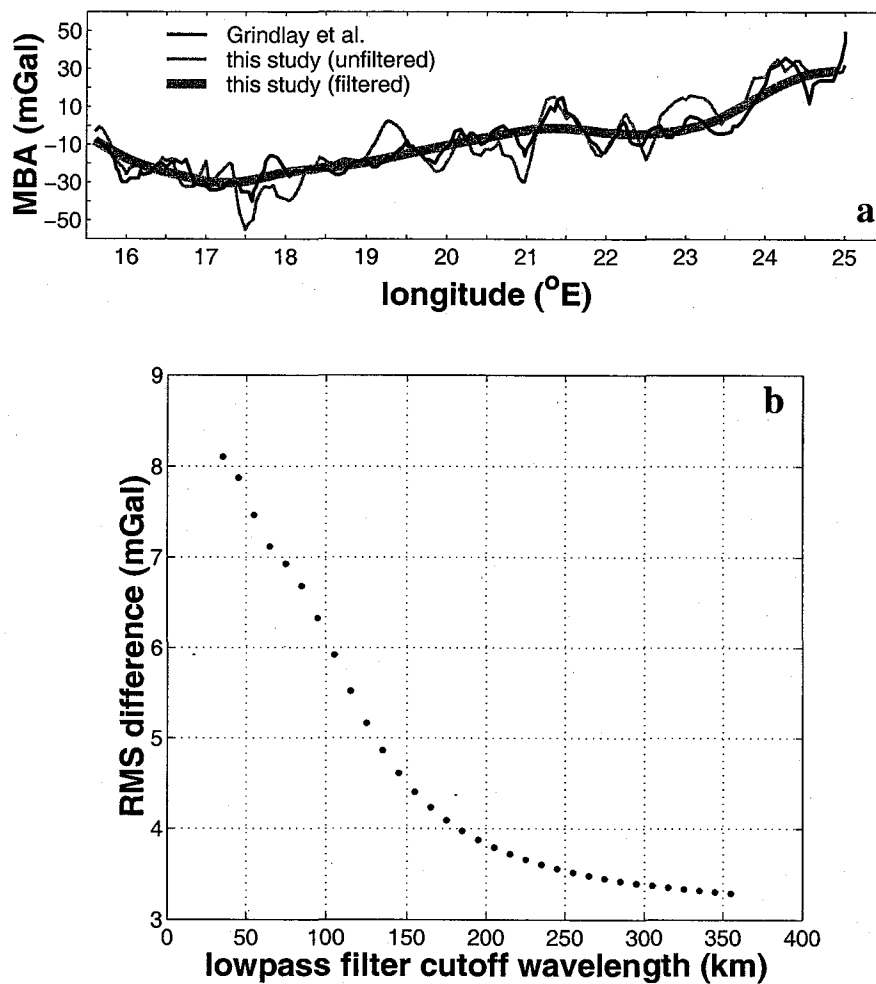 50
Grindlay et al.
30
this study (unfiltered)
10
this study (filtered)
−10
−30
−50
MBA (mGal)
a
16 17 18 19 20 21 22 23 24 25
longitude (°E)
9
b
8
7
6
5
4
3
RMS difference (mGal)
0 50 100 150 200 250 300 350 400
lowpass filter cutoff wavelength (km)